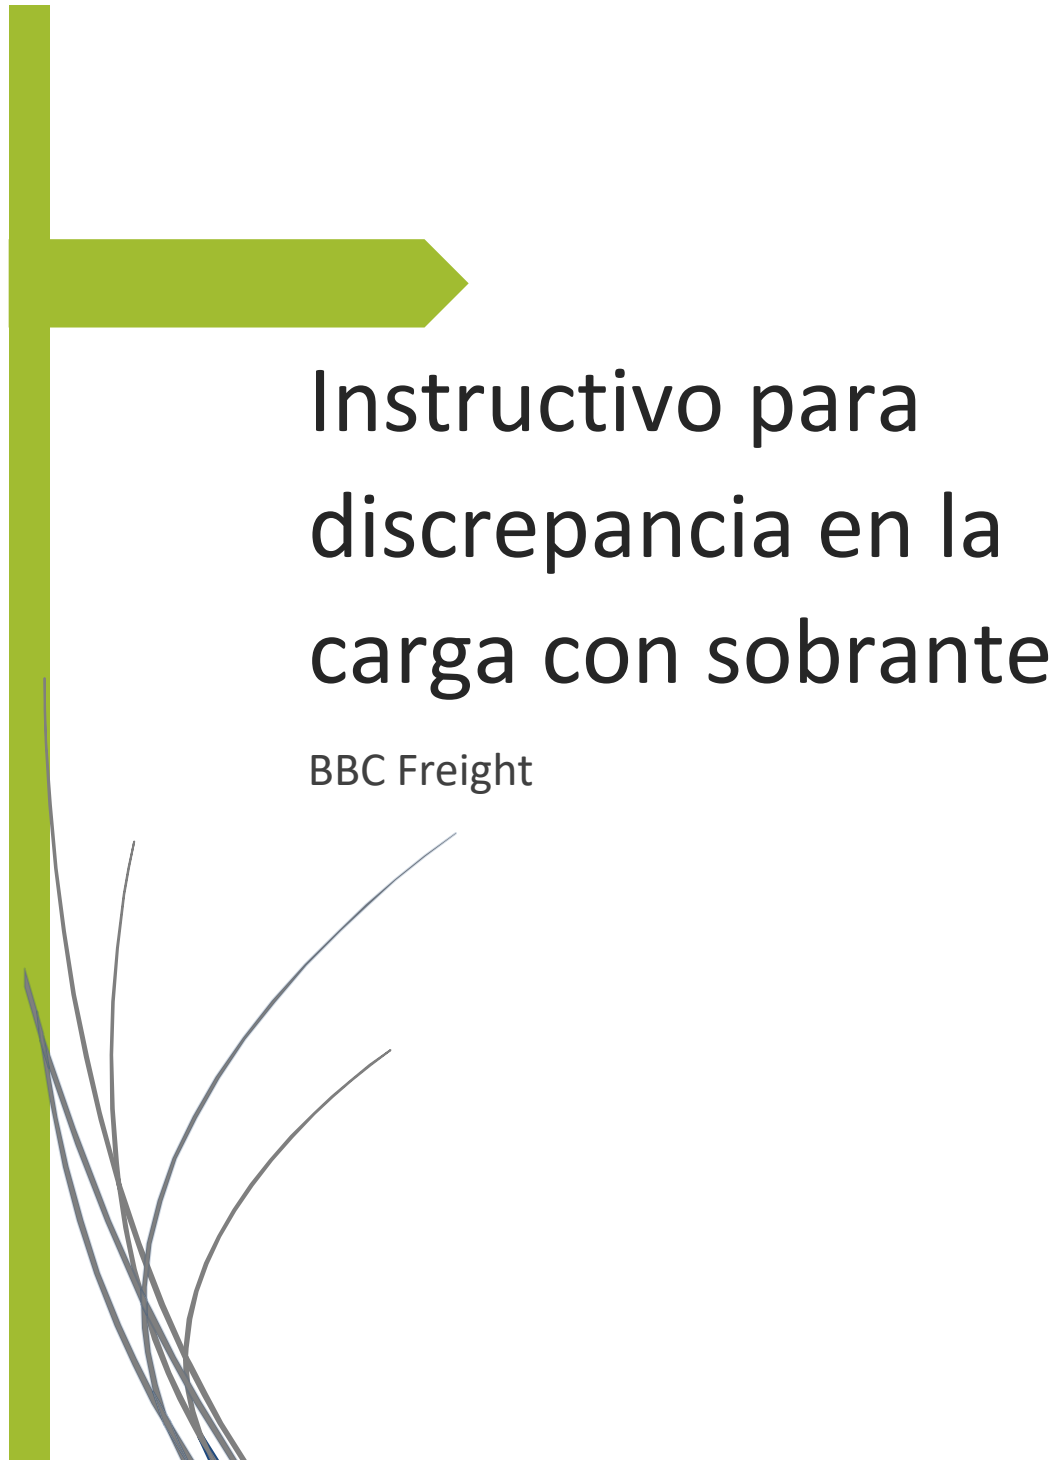 Instructivo para
discrepancia en la
carga con sobrante
BBC Freight